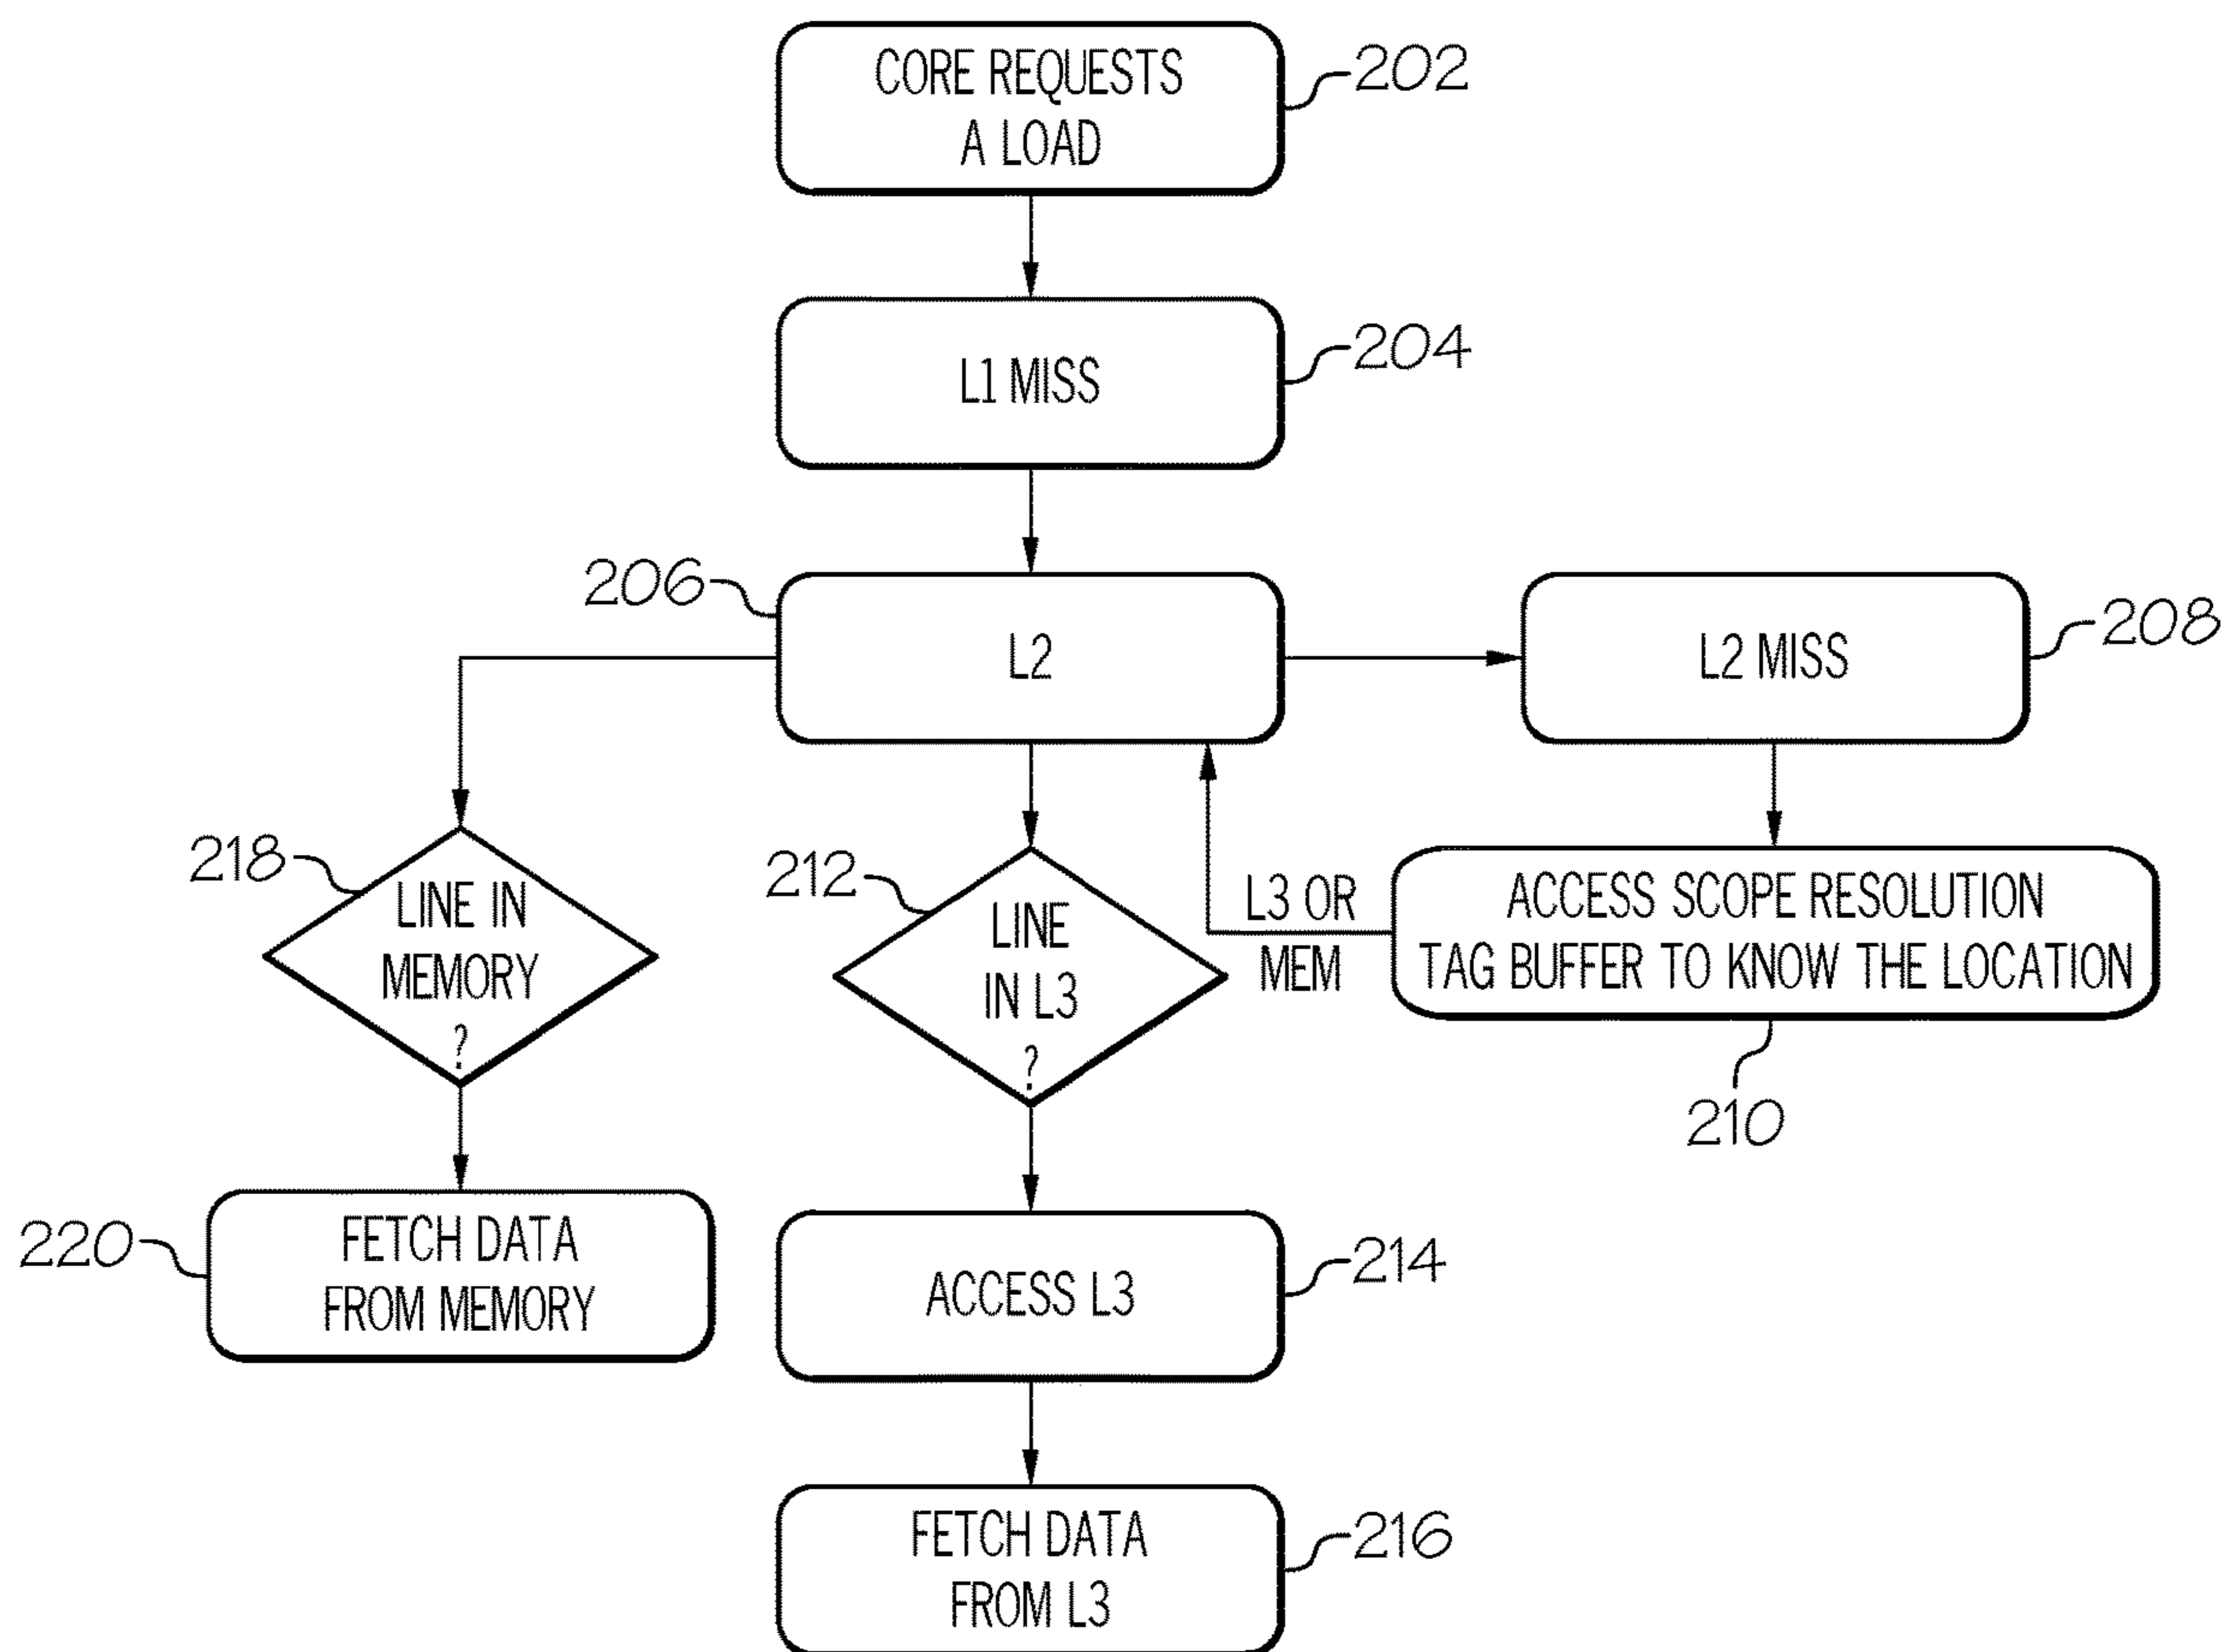 CORE REQUESTS
A LOAD
202
L1 MISS
204
206
L2
L2 MISS
208
218
LINE IN
MEMORY
?
212
LINE
IN L3
?
L3 OR
MEM
ACCESS SCOPE RESOLUTION
TAG BUFFER TO KNOW THE LOCATION
210
220
FETCH DATA
FROM MEMORY
ACCESS L3
214
FETCH DATA
FROM L3
216